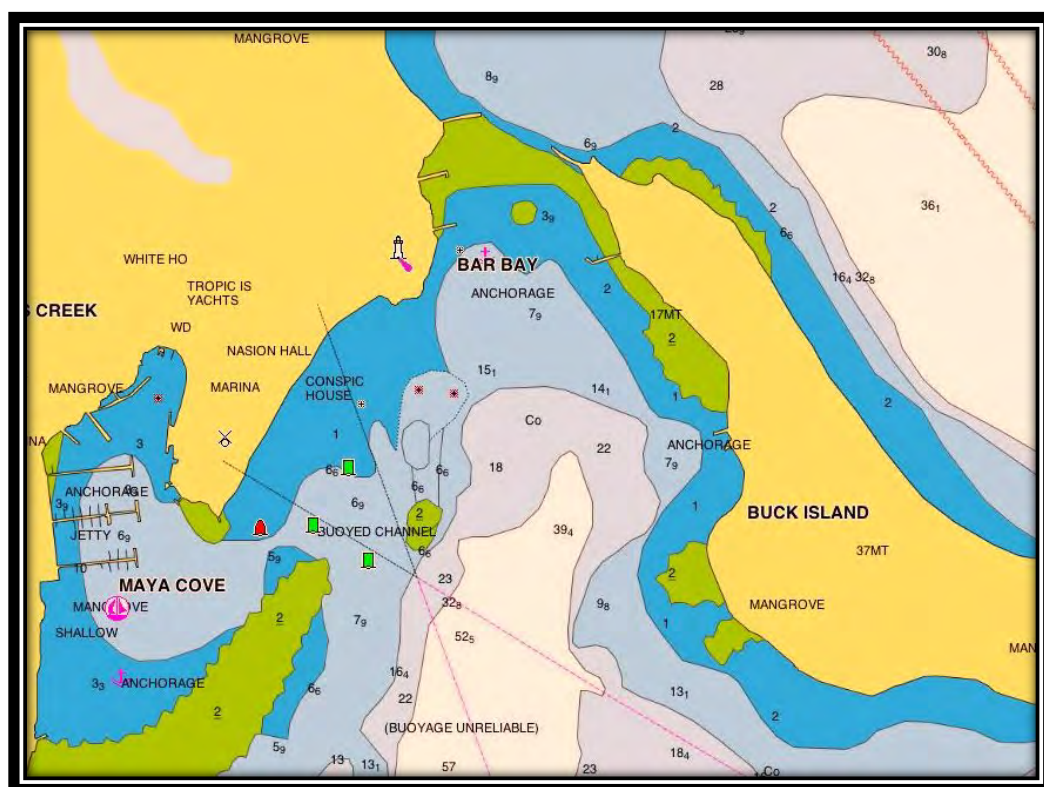 MANGROVE
8₉
28
30₈
6₉
2
36₁
3₉
2
6₆
WHITE HO
BAR BAY
ANCHORAGE
TROPIC IS
YACHTS
2
16₄ 32₈
S CREEK
7₉
17MT
WD
2
NASION HALL
15₁
14₁
MANGROVE
MARINA
CONSPIC
HOUSE
1
2
Co
1
3
22
ANCHORAGE
NA
18
7₉
6₆
6₆
6₆
ANCHORAGE
3₉
6₉
1
BUCK ISLAND
2
JETTY 6₉
BUOYED CHANNEL
39₄
5₉
6₆
37MT
10
23
2
MAYA COVE
32₈
9₈
MANGROVE
MANGROVE
2
7₉
1
SHALLOW
52₅
MAN
16₄
3₃
ANCHORAGE
6₆
22
13₁
2
2
(BUOYAGE UNRELIABLE)
5₉
13
13₁
57
23
18₄
Co